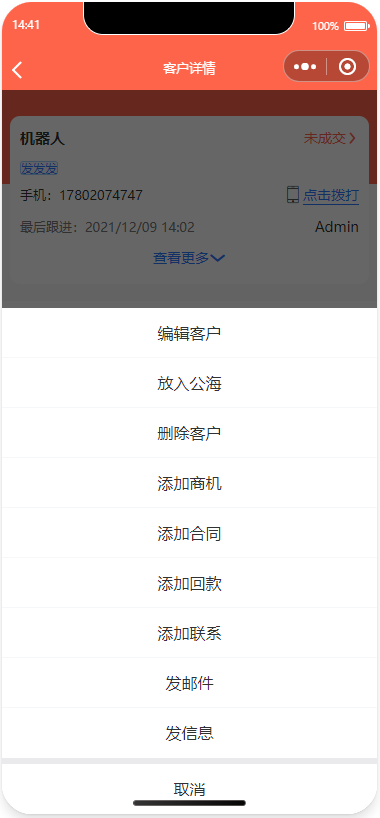 14:41
100%
客户详情
机器人
未成交
发发发
手机：17802074747
点击拨打
最后跟进：2021/12/09 14:02
Admin
查看更多
编辑客户
放入公海
删除客户
添加商机
添加合同
添加回款
添加联系
发邮件
发信息
取消